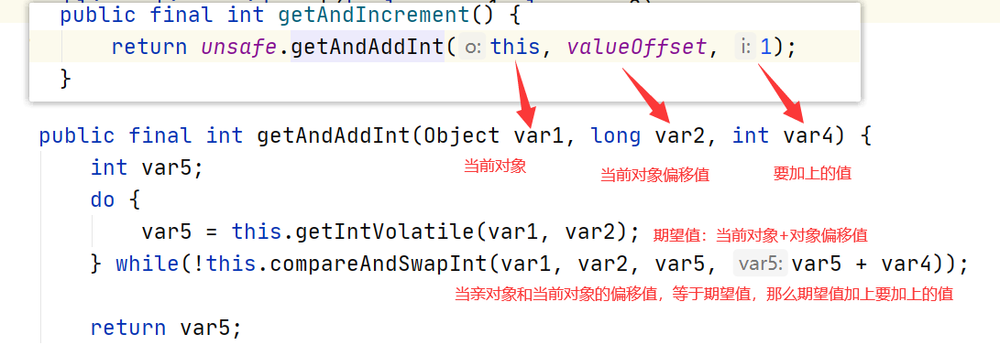 public final int getAndIncrement() {
return unsafe.getAndAddInt( o: this, valueOffset, i: 1);
}
public final int getAndAddInt(Object var1, long var2, int var4) {
当前对象 当前对象偏移值 要加上的值
int var5;
do {
var5 = this.getIntVolatile(var1, var2); 期望值：当前对象+对象偏移值
} while(!this.compareAndSwapInt(var1, var2, var5, var5: var5 + var4));
当亲对象和当前对象的偏移值，等于期望值，那么期望值加上要加上的值
return var5;